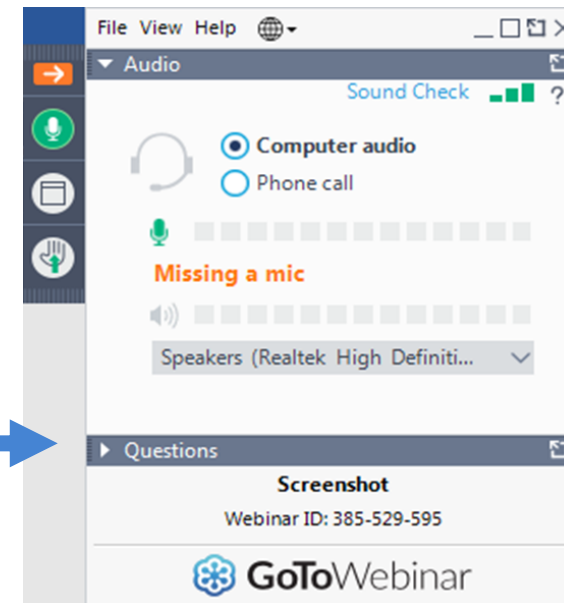 File View Help
Audio
Sound Check ?
Computer audio
Phone call
Missing a mic
Speakers (Realtek High Definiti...
Questions
Screenshot
Webinar ID: 385-529-595
GoToWebinar